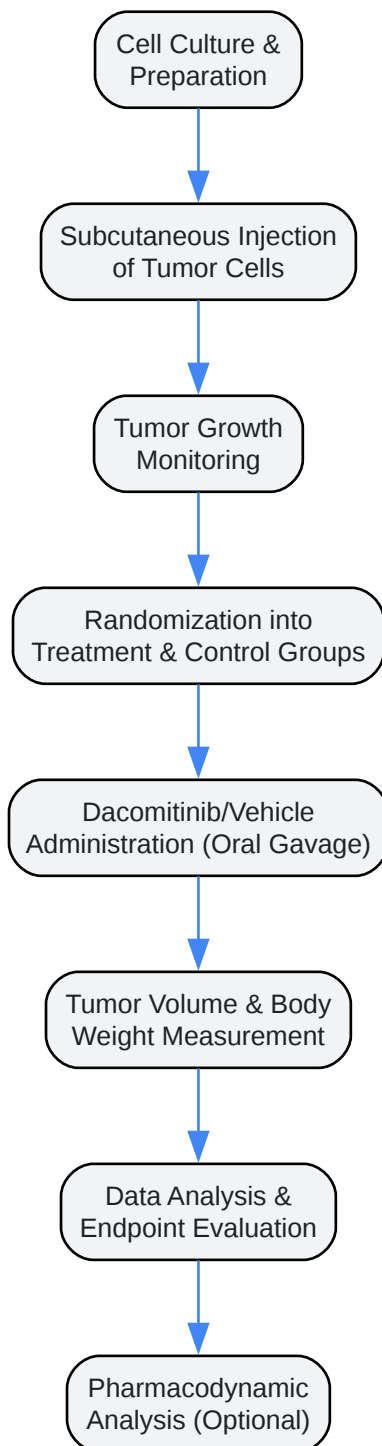 Cell Culture &
Preparation
Subcutaneous Injection
of Tumor Cells
Tumor Growth
Monitoring
Randomization into
Treatment & Control Groups
Dacomitinib/Vehicle
Administration (Oral Gavage)
Tumor Volume & Body
Weight Measurement
Data Analysis &
Endpoint Evaluation
Pharmacodynamic
Analysis (Optional)